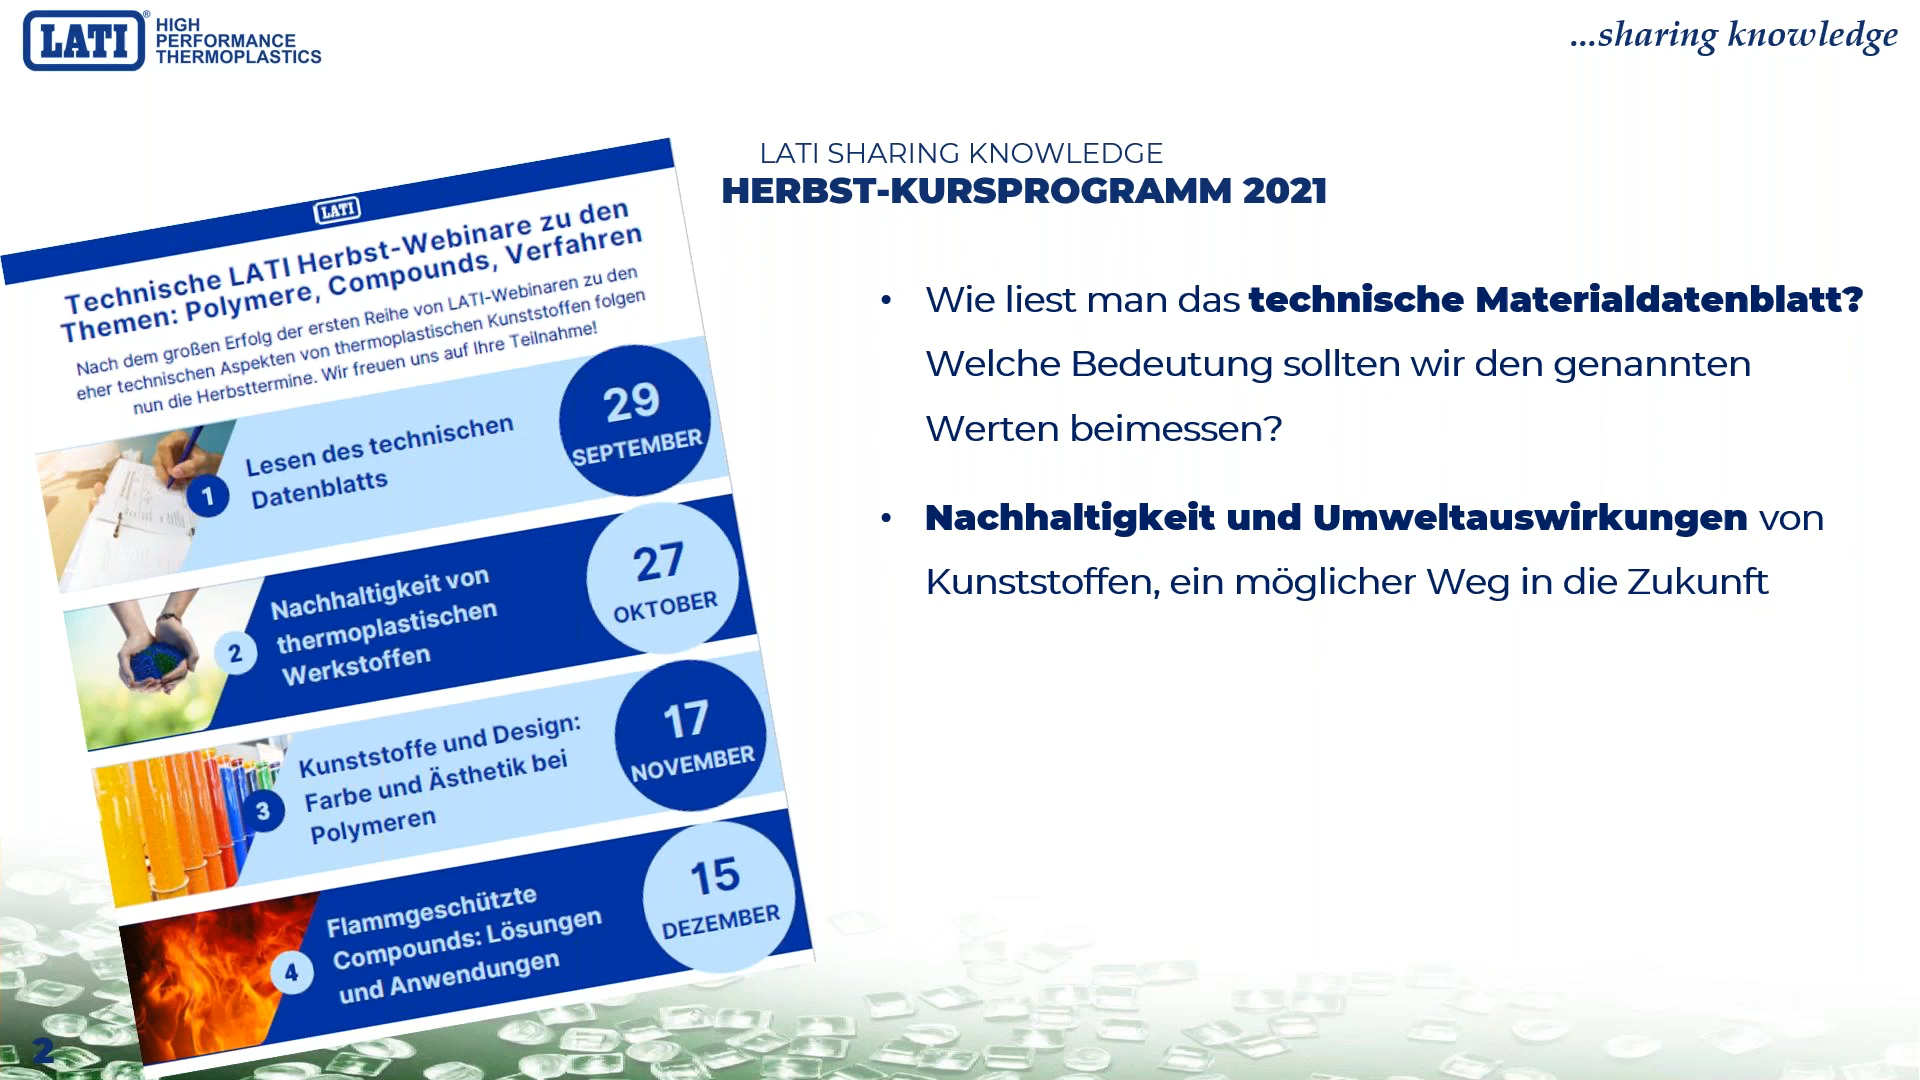 LATI®
HIGH
PERFORMANCE
THERMOPLASTICS
...sharing knowledge
LATI SHARING KNOWLEDGE
HERBST-KURSPROGRAMM 2021
LATI
Technische LATI Herbst-Webinare zu den
Themen: Polymere, Compounds, Verfahren
Nach dem großen Erfolg der ersten Reihe von LATI-Webinaren zu den
eher technischen Aspekten von thermoplastischen Kunststoffen folgen
nun die Herbsttermine. Wir freuen uns auf Ihre Teilnahme!
1
Lesen des technischen
Datenblatts
29
SEPTEMBER
2
Nachhaltigkeit von
thermoplastischen
Werkstoffen
27
OKTOBER
3
Kunststoffe und Design:
Farbe und Ästhetik bei
Polymeren
17
NOVEMBER
4
Flammgeschützte
Compounds: Lösungen
und Anwendungen
15
DEZEMBER
• Wie liest man das technische Materialdatenblatt?
Welche Bedeutung sollten wir den genannten
Werten beimessen?
• Nachhaltigkeit und Umweltauswirkungen von
Kunststoffen, ein möglicher Weg in die Zukunft
2